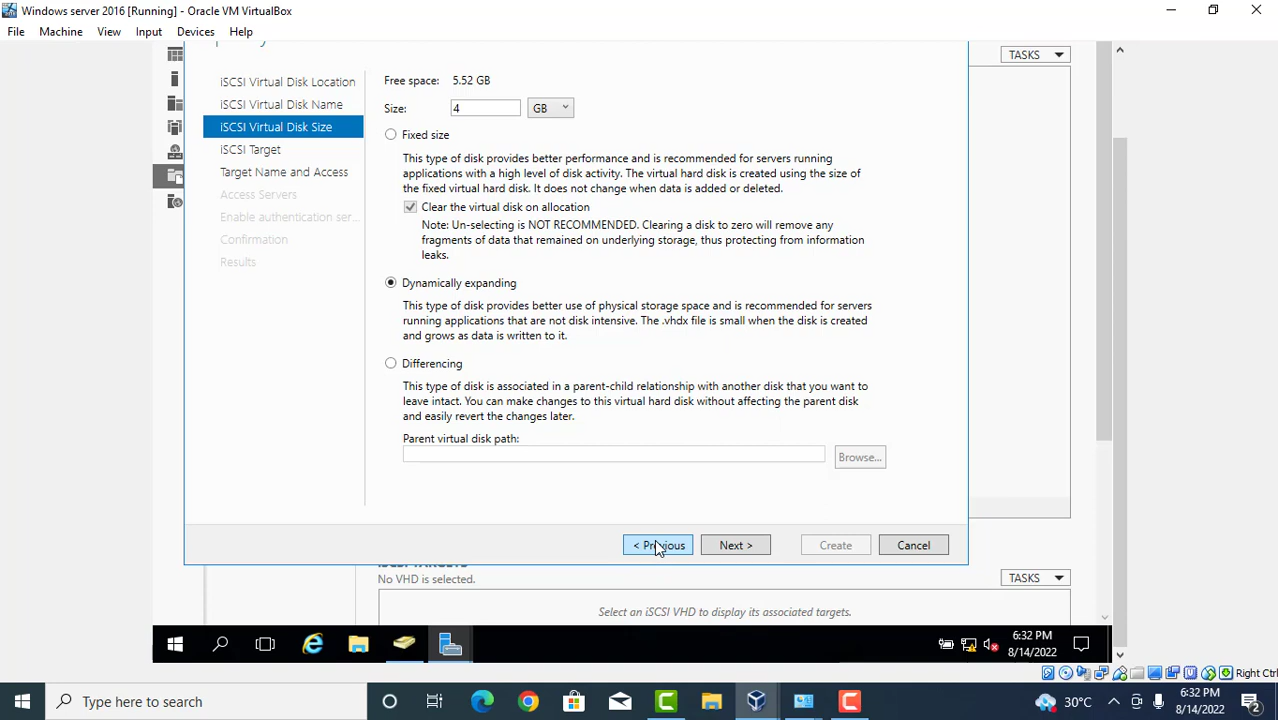 Windows server 2016 [Running] - Oracle VM VirtualBox
File Machine View Input Devices Help
TASKS
iSCSI Virtual Disk Location
iSCSI Virtual Disk Name
iSCSI Virtual Disk Size
iSCSI Target
Target Name and Access
Access Servers
Enable authentication ser...
Confirmation
Results
Free space: 5.52 GB
Size: 4 GB
Fixed size
This type of disk provides better performance and is recommended for servers running
applications with a high level of disk activity. The virtual hard disk is created using the size of
the fixed virtual hard disk. It does not change when data is added or deleted.
Clear the virtual disk on allocation
Note: Un-selecting is NOT RECOMMENDED. Clearing a disk to zero will remove any
fragments of data that remained on underlying storage, thus protecting from information
leaks.
Dynamically expanding
This type of disk provides better use of physical storage space and is recommended for servers
running applications that are not disk intensive. The .vhdx file is small when the disk is created
and grows as data is written to it.
Differencing
This type of disk is associated in a parent-child relationship with another disk that you want to
leave intact. You can make changes to this virtual hard disk without affecting the parent disk
and easily revert the changes later.
Parent virtual disk path:
Browse...
< Previous Next > Create Cancel
No VHD is selected.
TASKS
Select an iSCSI VHD to display its associated targets.
6:32 PM
8/14/2022
Right Ctrl
Type here to search
30°C
6:32 PM
8/14/2022
2